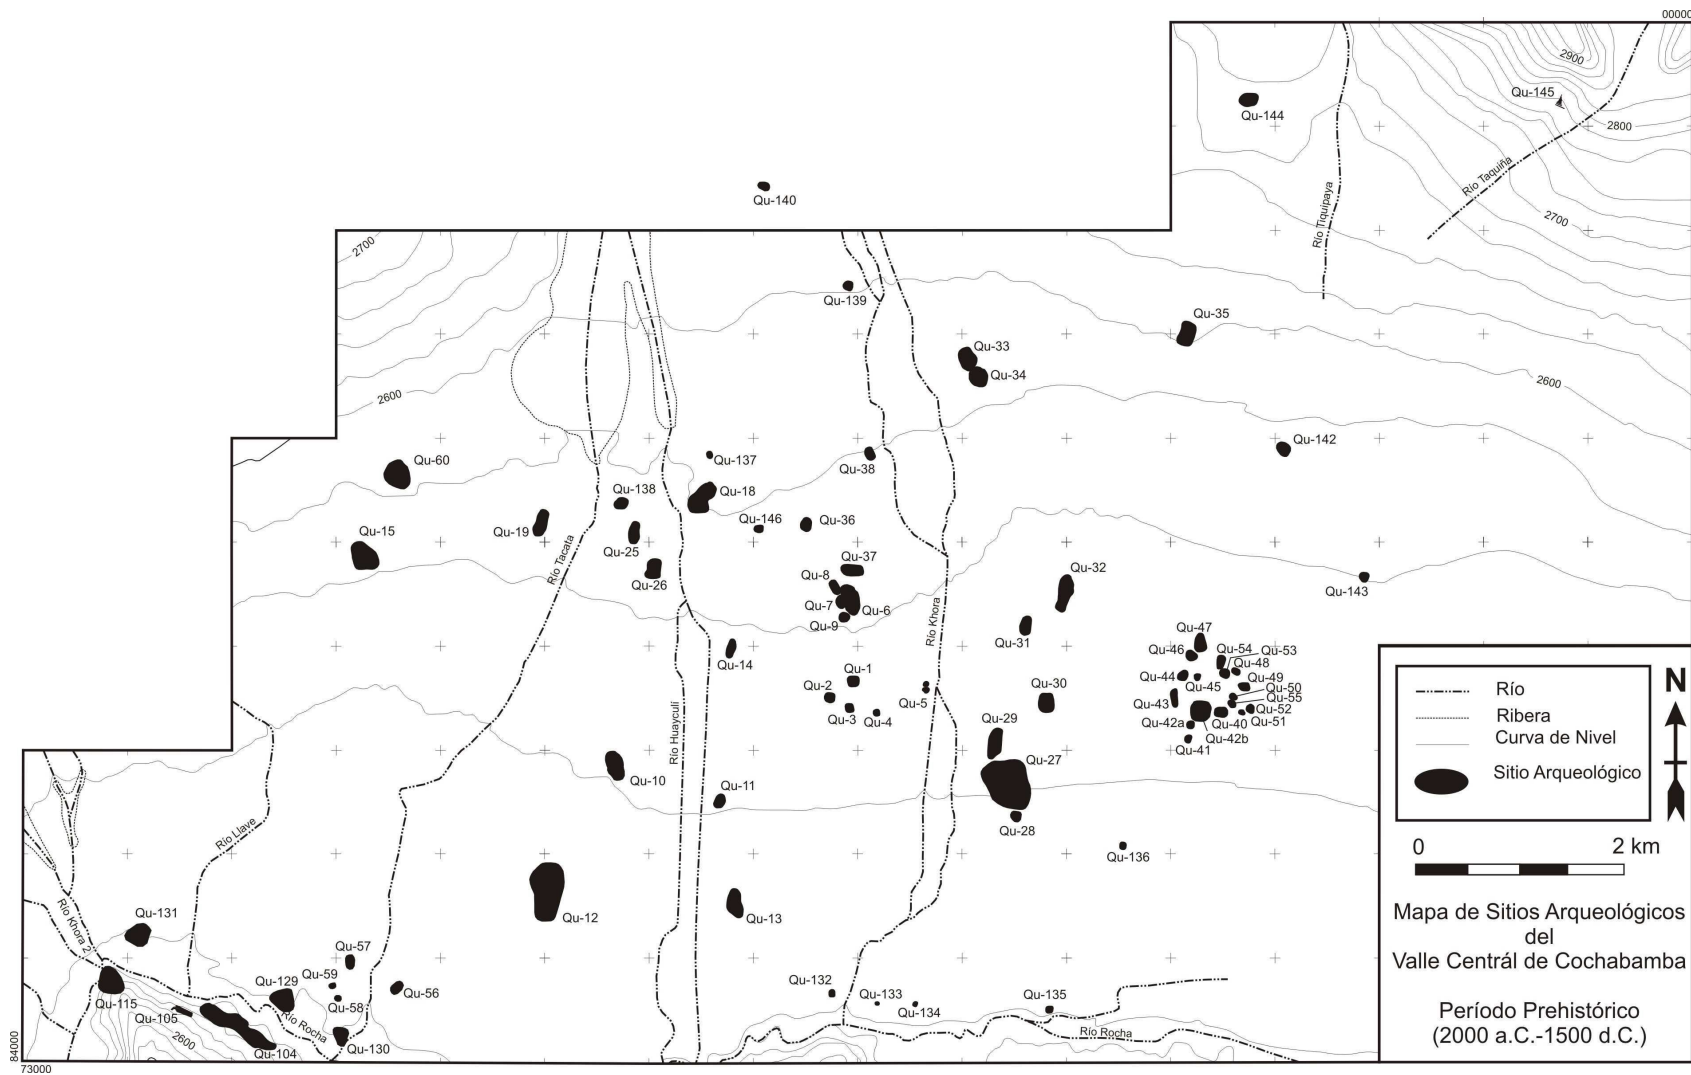 00000
2900
Qu-145
Qu-144
2800
Río Taquiña
Qu-140
Río Tiquipaya
2700
2700
Qu-139
Qu-35
Qu-33
Qu-34
2600
2600
Qu-142
Qu-60
Qu-137
Qu-38
Qu-138
Qu-18
Qu-146
Qu-36
Qu-19
Qu-15
Qu-25
Río Tacata
Qu-37
Qu-26
Qu-8
Qu-32
Qu-143
Qu-7
Qu-6
Qu-9
Río Khora
Qu-31
Qu-47
Qu-14
Qu-46
Qu-54
Qu-53
Qu-48
Qu-1
Qu-44
Qu-45
Qu-49
Qu-2
Qu-5
Qu-30
Qu-50
Qu-55
Qu-43
Qu-3
Qu-4
Qu-52
Qu-42a
Qu-40
Qu-51
Qu-29
Qu-42b
Qu-41
Río Huayculí
Qu-27
Qu-10
Qu-11
Qu-28
Río Llave
Qu-136
Qu-131
Río Khora 2
Qu-12
Qu-13
Qu-57
Qu-59
Qu-129
Qu-132
Qu-56
Qu-133
Qu-135
Qu-115
Qu-58
Qu-134
Qu-105
Río Rocha
Río Rocha
2600
Qu-104
Qu-130
84000
73000
Río
Ribera
Curva de Nivel
Sitio Arqueológico
N
0 2 km
Mapa de Sitios Arqueológicos
del
Valle Centrál de Cochabamba
Período Prehistórico
(2000 a.C.-1500 d.C.)